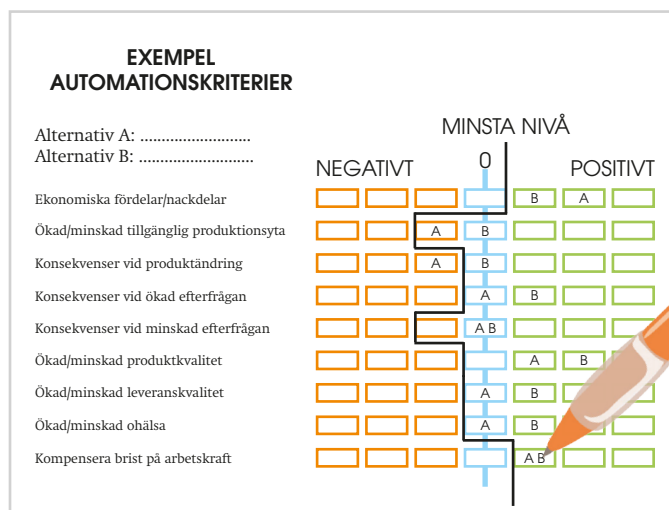 EXEMPEL
AUTOMATIONSKRITERIER
Alternativ A: ..........................
Alternativ B: ...........................
MINSTA NIVÅ
NEGATIVT 0 POSITIVT
Ekonomiska fördelar/nackdelar B A
Ökad/minskad tillgänglig produktionsyta A B
Konsekvenser vid produktändring A B
Konsekvenser vid ökad efterfrågan A B
Konsekvenser vid minskad efterfrågan A B
Ökad/minskad produktkvalitet A B
Ökad/minskad leveranskvalitet A B
Ökad/minskad ohälsa A B
Kompensera brist på arbetskraft A B